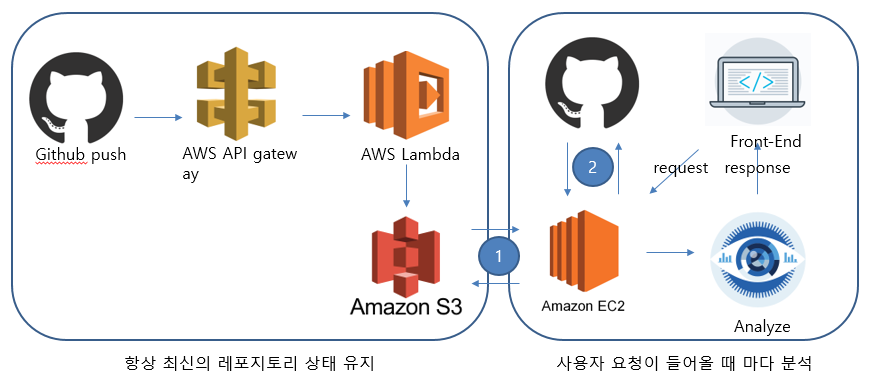 Github push
AWS API gatew
ay
AWS Lambda
Amazon S3
1
2
Amazon EC2
</>
Front-End
request
response
Analyze
항상 최신의 레포지토리 상태 유지
사용자 요청이 들어올 때 마다 분석